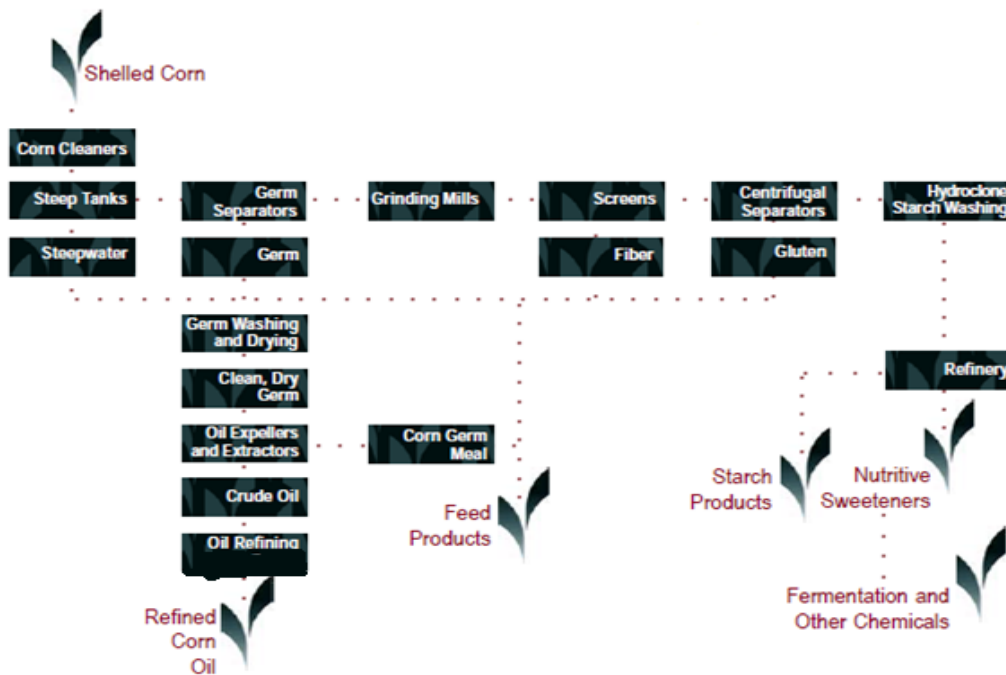 Shelled Corn
Corn Cleaners
Steep Tanks
Germ
Separators
Grinding Mills
Screens
Centrifugal
Separators
Hydroclone
Starch Washing
Steepwater
Germ
Fiber
Gluten
Germ Washing
and Drying
Clean, Dry
Germ
Refinery
Oil Expellers
and Extractors
Corn Germ
Meal
Crude Oil
Starch
Products
Nutritive
Sweeteners
Feed
Products
Oil Refining
Fermentation and
Other Chemicals
Refined
Corn
Oil